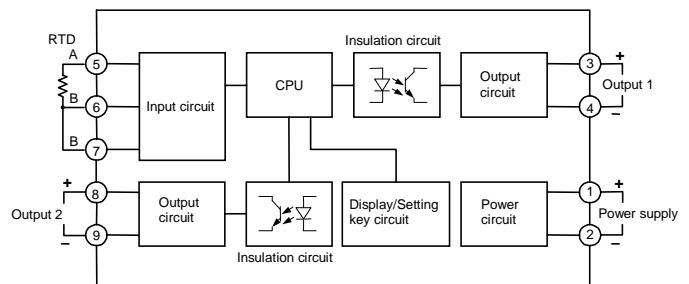 RTD
A
5
B
6
B
7
Input circuit
CPU
Insulation circuit
Output
circuit
3
+
4
−
Output 1
+
8
Output 2
9
−
Output
circuit
Insulation circuit
Display/Setting
key circuit
Power
circuit
1
+
2
−
Power supply